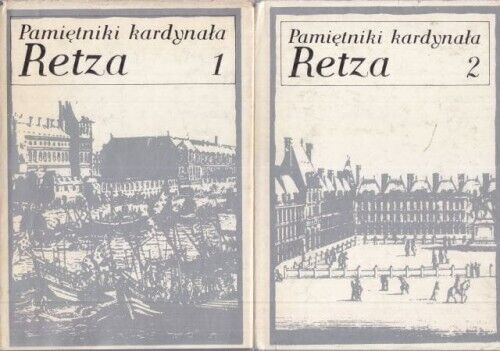 Pamiętniki kardynała
Retza 1
Pamiętniki kardynała
Retza 2